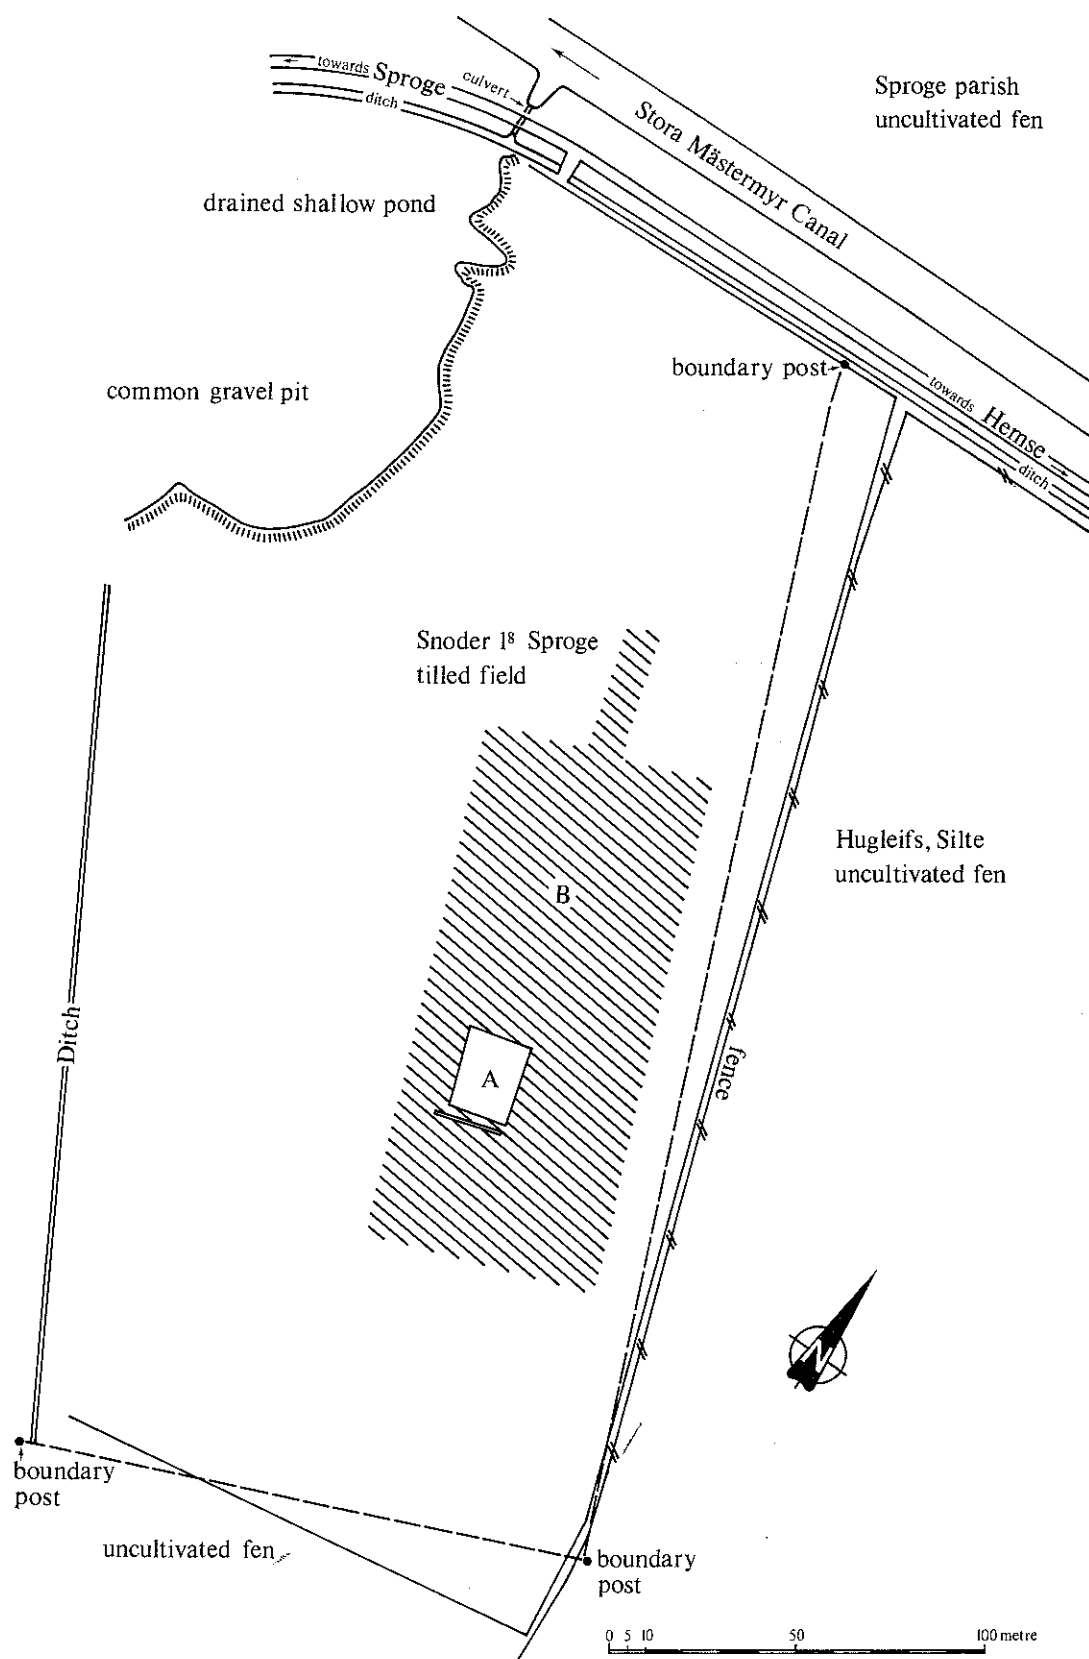 towards Sproge
culvert
ditch
Stora Mästermyr Canal
Sproge parish
uncultivated fen
drained shallow pond
boundary post
towards Hemse
ditch
common gravel pit
Snoder 1⁸ Sproge
tilled field
B
Hugleifs, Silte
uncultivated fen
Ditch
A
fence
N
boundary
post
uncultivated fen
boundary
post
0 5 10 50 100 metre